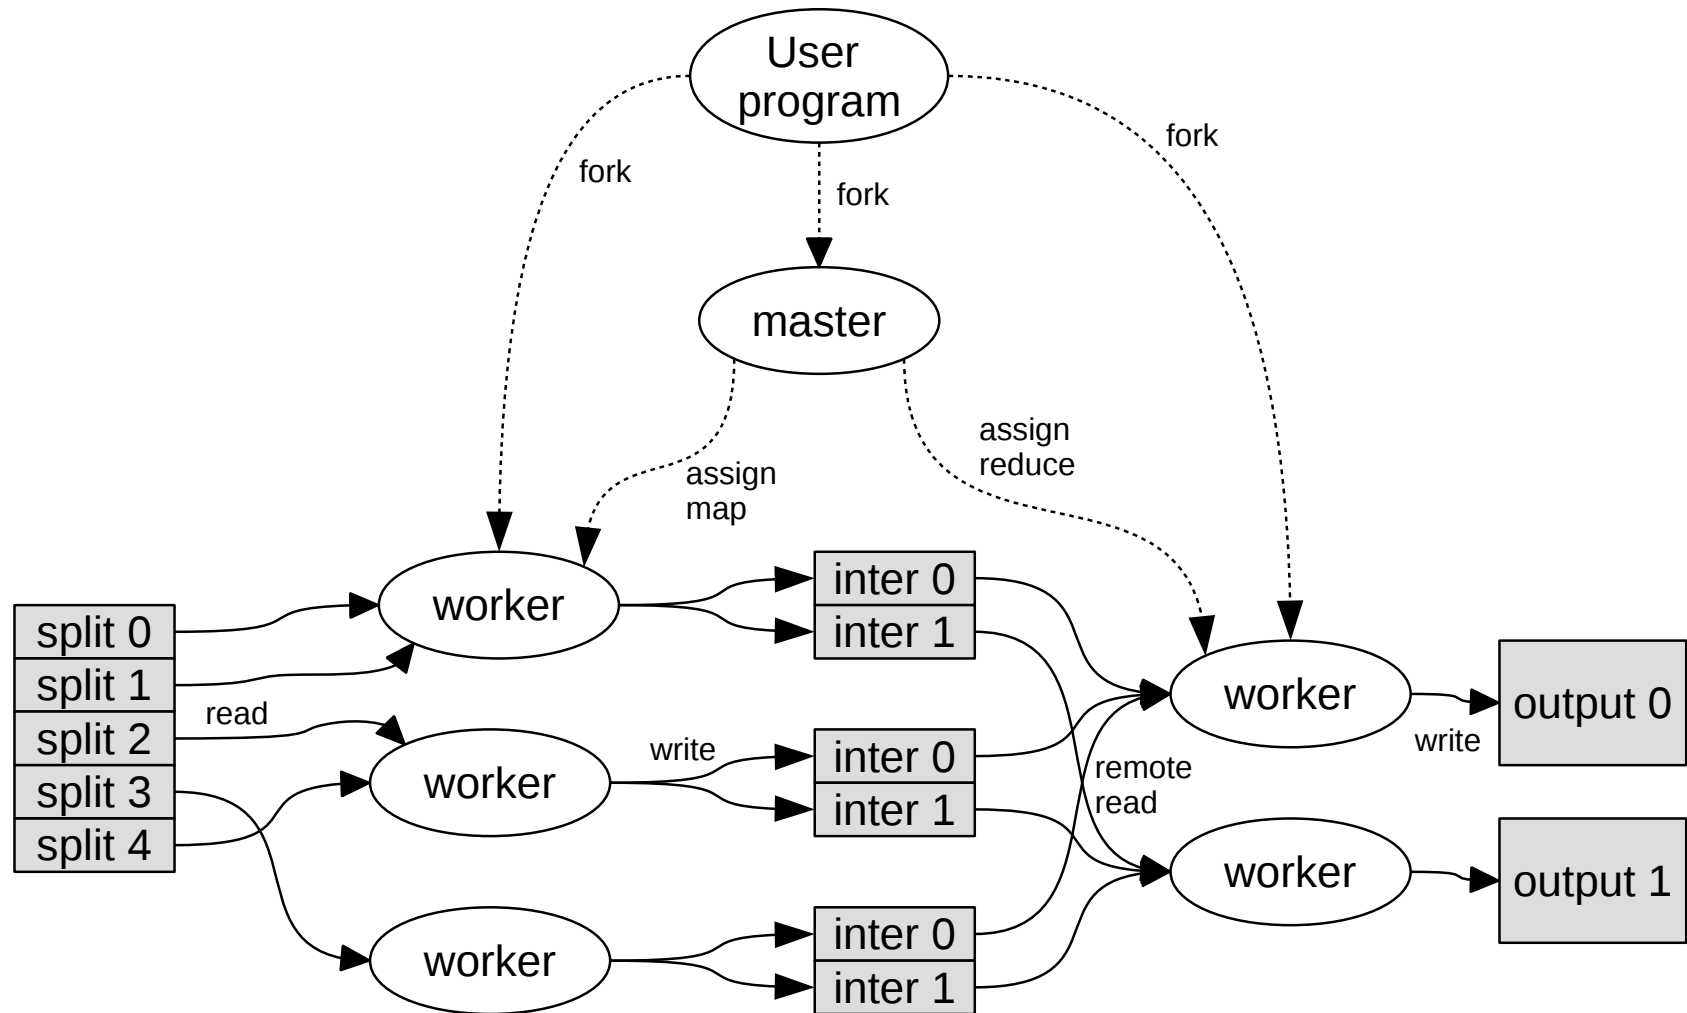 User
program
fork
fork
fork
master
assign
reduce
assign
map
split 0
split 1
split 2
split 3
split 4
read
worker
worker
worker
write
inter 0
inter 1
inter 0
inter 1
inter 0
inter 1
remote
read
worker
worker
write
output 0
output 1